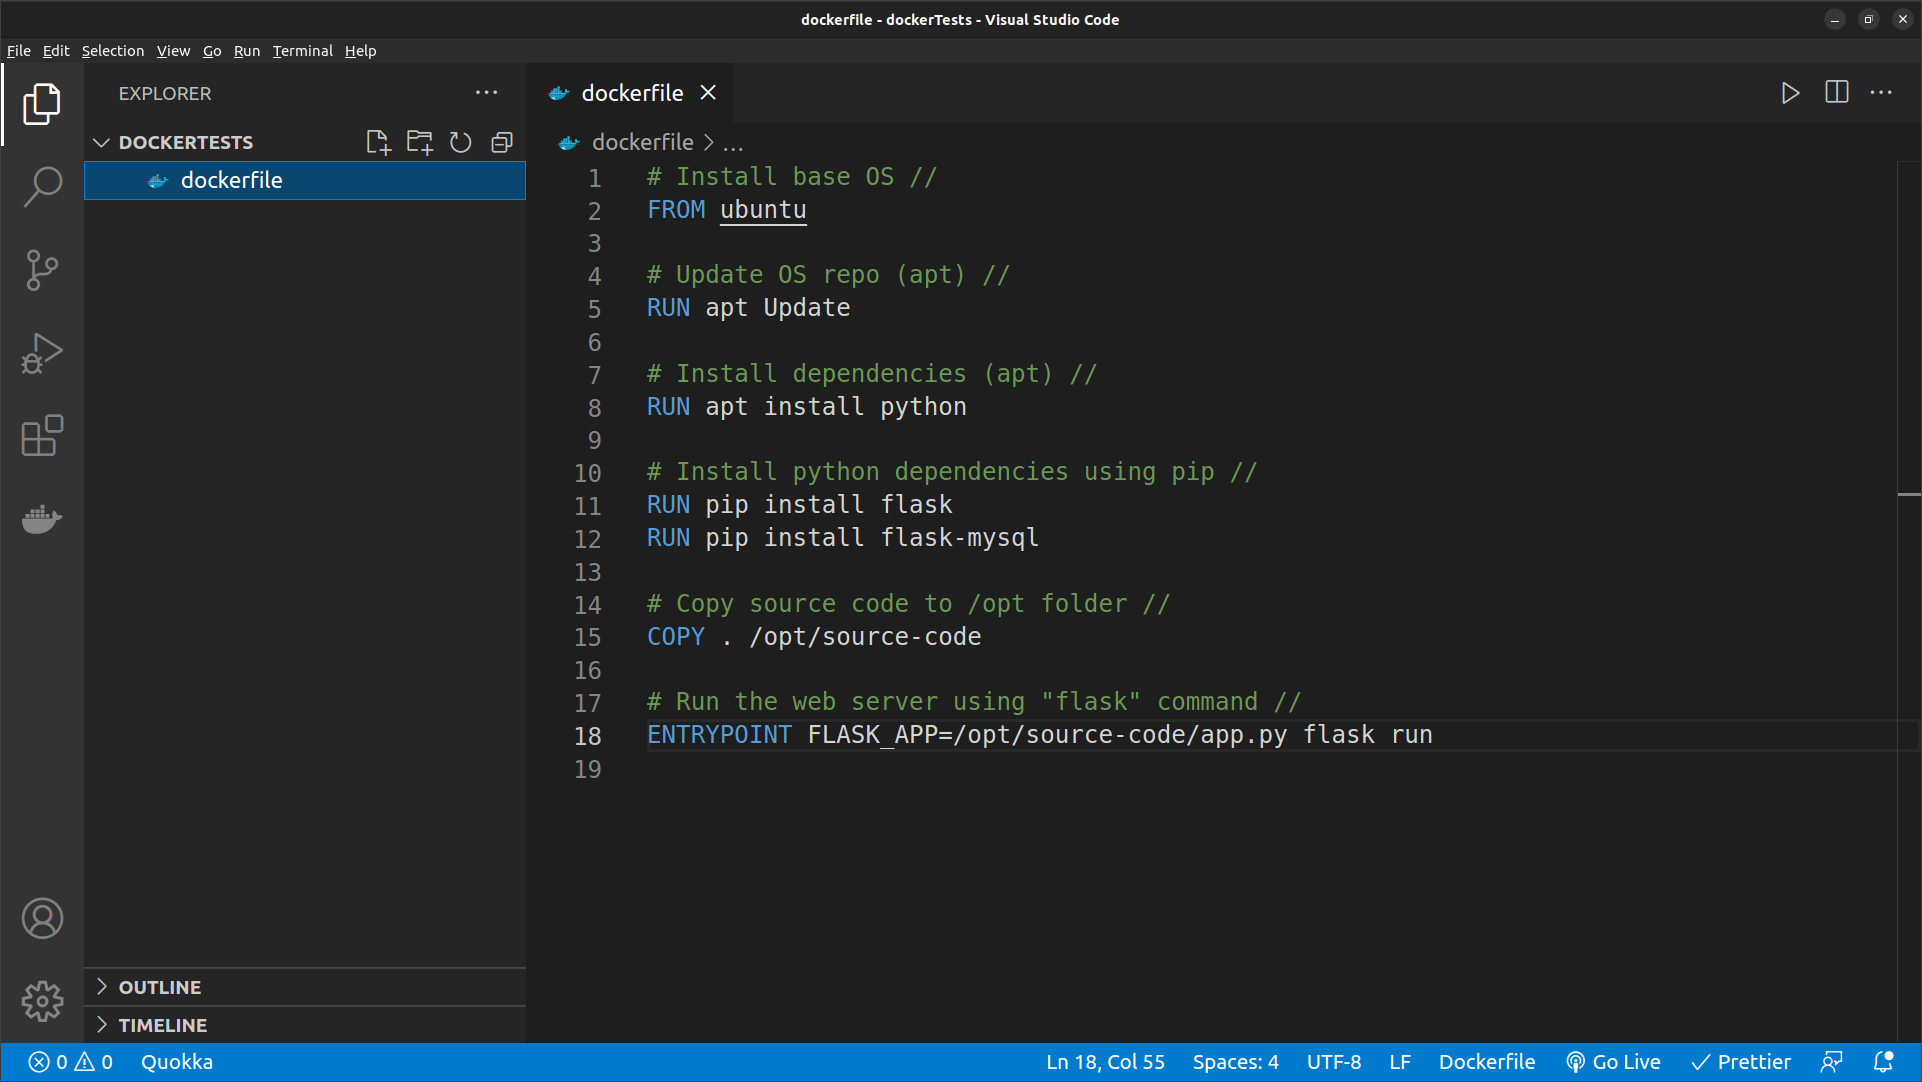 dockerfile - dockerTests - Visual Studio Code
File Edit Selection View Go Run Terminal Help
EXPLORER
DOCKERTESTS
dockerfile
OUTLINE
TIMELINE
dockerfile
dockerfile > ...
1 # Install base OS //
2 FROM ubuntu
3
4 # Update OS repo (apt) //
5 RUN apt Update
6
7 # Install dependencies (apt) //
8 RUN apt install python
9
10 # Install python dependencies using pip //
11 RUN pip install flask
12 RUN pip install flask-mysql
13
14 # Copy source code to /opt folder //
15 COPY . /opt/source-code
16
17 # Run the web server using "flask" command //
18 ENTRYPOINT FLASK_APP=/opt/source-code/app.py flask run
19
0 0 Quokka Ln 18, Col 55 Spaces: 4 UTF-8 LF Dockerfile Go Live Prettier